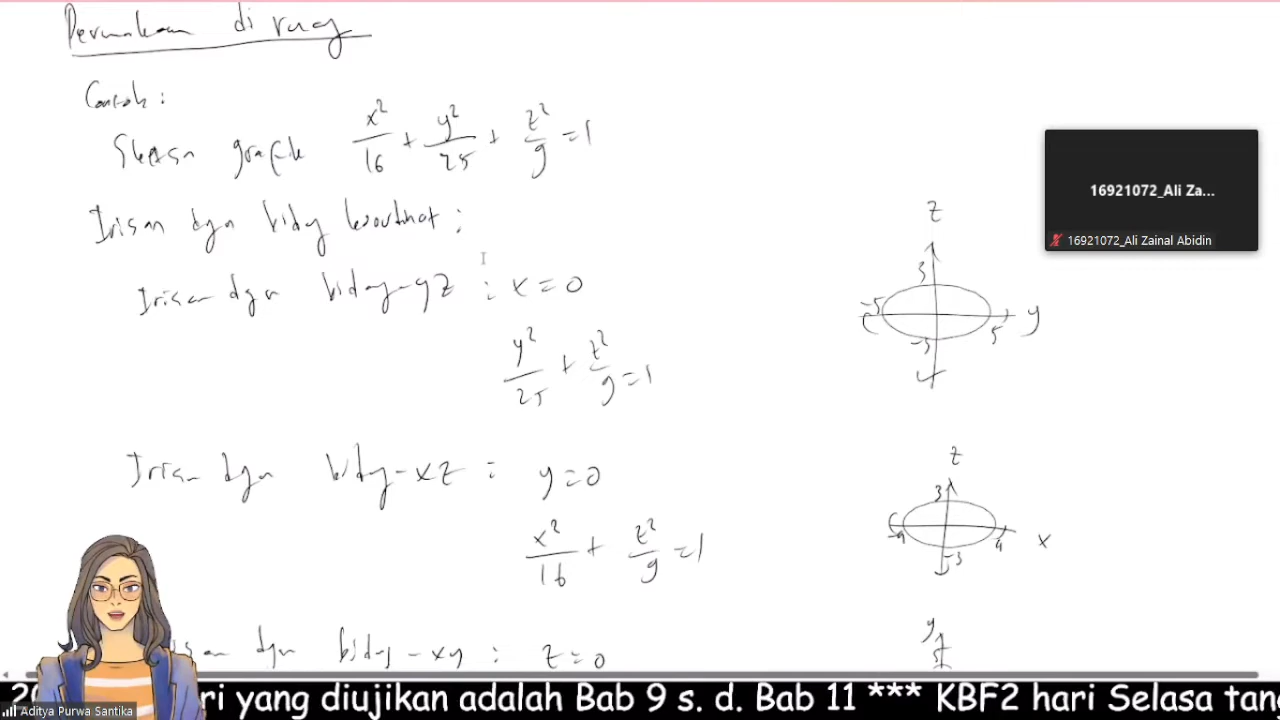 Permukaan di ruang
Contoh:
Sketsa grafik x²/16 + y²/25 + z²/9 = 1
Irisan dgn bidang koordinat :
Irisan dgn bidang-yz : x = 0
y²/25 + z²/9 = 1
Irisan dgn bidang-xz : y = 0
x²/16 + z²/9 = 1
dgn bidang-xy : z = 0
z
3
-5
5
y
-3
z
3
-4
4
x
-3
y
16921072_Ali Za...
16921072_Ali Zainal Abidin
ri yang diujikan adalah Bab 9 s. d. Bab 11 *** KBF2 hari Selasa tan
Aditya Purwa Santika